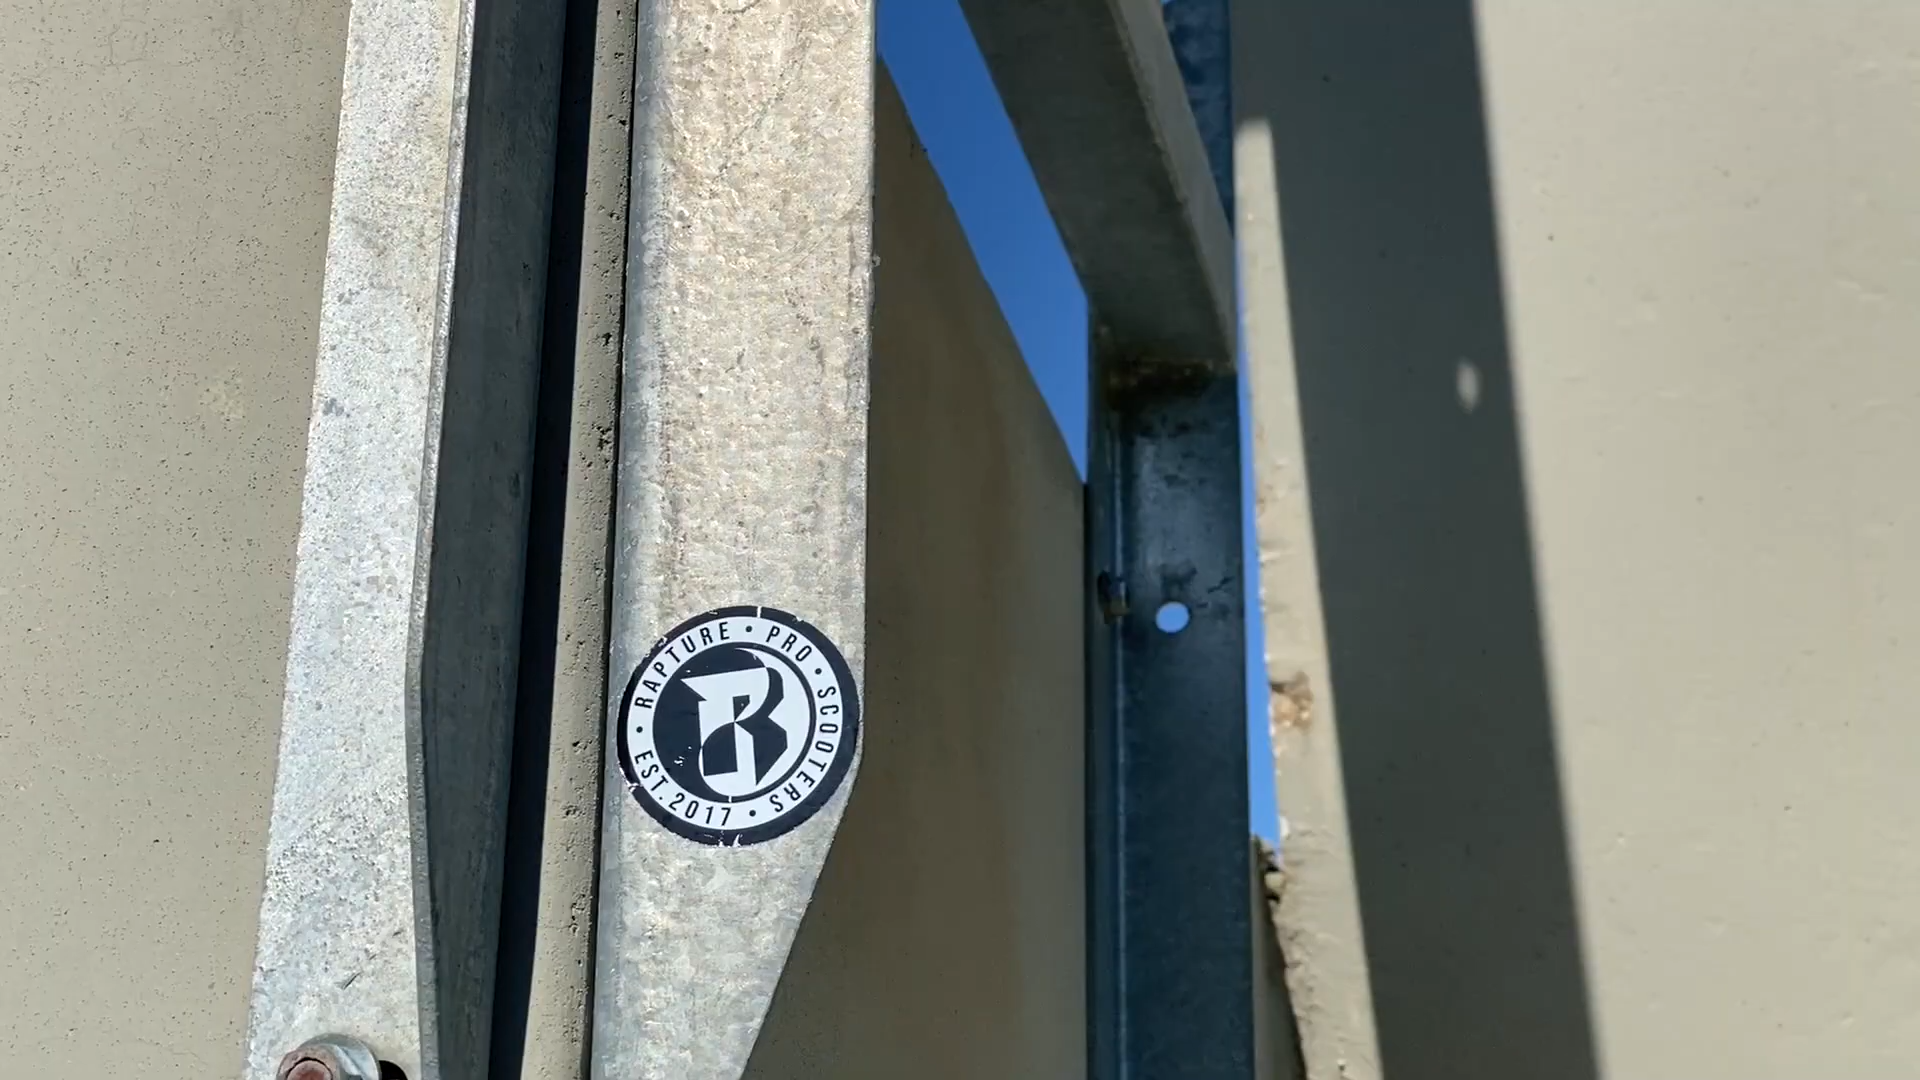 RAPTURE • PRO • SCOOTERS •
EST. 2017 •
R